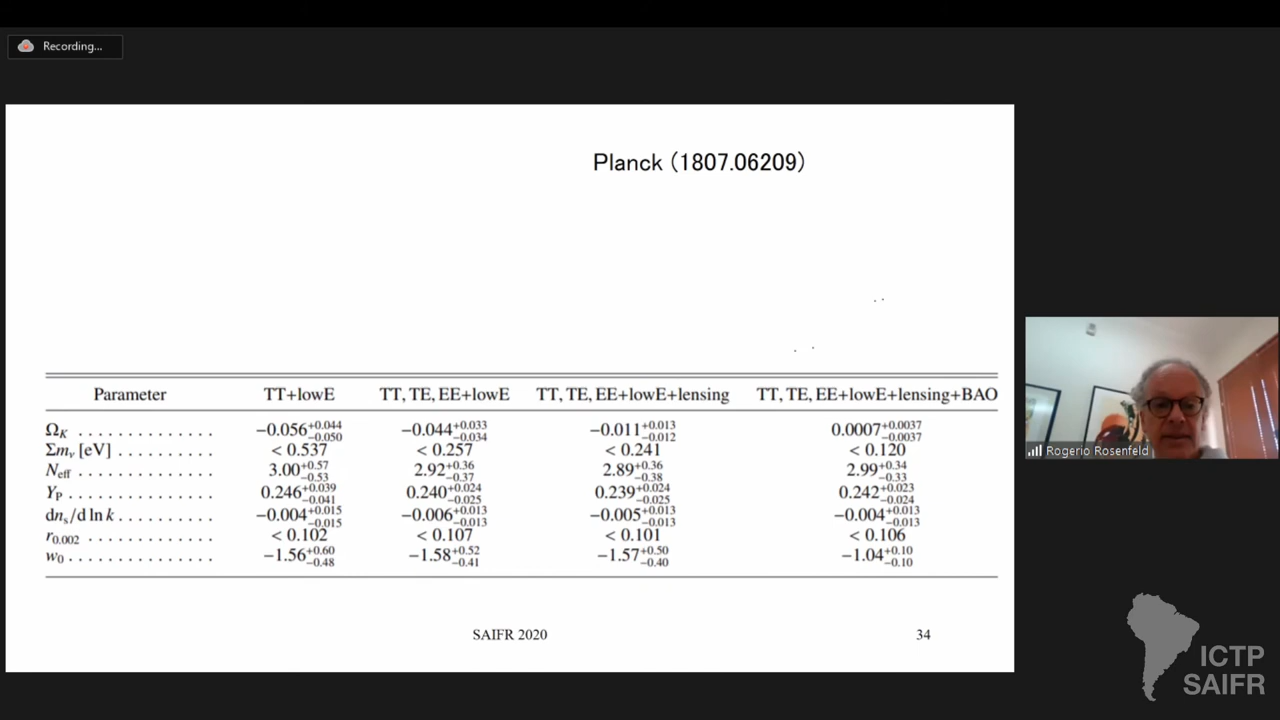 Recording...
Planck (1807.06209)
Parameter TT+lowE TT, TE, EE+lowE TT, TE, EE+lowE+lensing TT, TE, EE+lowE+lensing+BAO
Ω_K . . . . . . . . . . . . . . −0.056^{+0.044}_{−0.050} −0.044^{+0.033}_{−0.034} −0.011^{+0.013}_{−0.012} 0.0007^{+0.0037}_{−0.0037}
Σm_ν [eV] . . . . . . . . . . < 0.537 < 0.257 < 0.241 < 0.120
N_eff . . . . . . . . . . . . . . 3.00^{+0.57}_{−0.53} 2.92^{+0.36}_{−0.37} 2.89^{+0.36}_{−0.38} 2.99^{+0.34}_{−0.33}
Y_P . . . . . . . . . . . . . . . 0.246^{+0.039}_{−0.041} 0.240^{+0.024}_{−0.025} 0.239^{+0.024}_{−0.025} 0.242^{+0.023}_{−0.024}
dn_s/d ln k . . . . . . . . . . −0.004^{+0.015}_{−0.015} −0.006^{+0.013}_{−0.013} −0.005^{+0.013}_{−0.013} −0.004^{+0.013}_{−0.013}
r_0.002 . . . . . . . . . . . . . < 0.102 < 0.107 < 0.101 < 0.106
w_0 . . . . . . . . . . . . . . . −1.56^{+0.60}_{−0.48} −1.58^{+0.52}_{−0.41} −1.57^{+0.50}_{−0.40} −1.04^{+0.10}_{−0.10}
SAIFR 2020 34
Rogerio Rosenfeld
ICTP
SAIFR